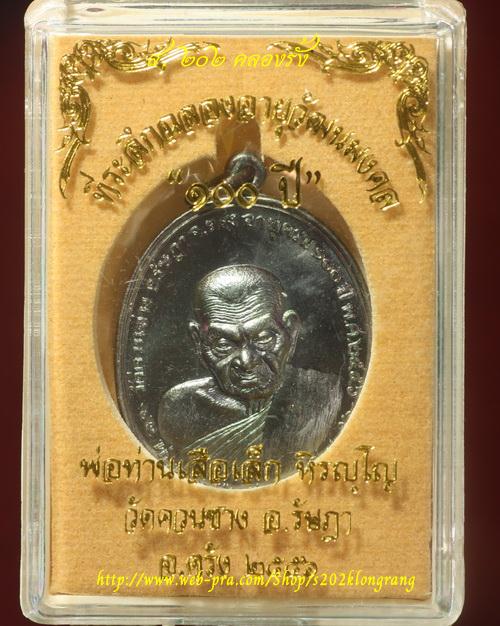 ส. ๒๐๒ คลองรั้ง
ที่ระลึกฉลองอายุวัฒนมงคล
"๑๐๐ ปี"
พ่อท่านเสือเล็ก หิรญฺโญ
วัดควนซาง อ.รัษฎา
จ.ตรัง ๒๕๕๖
http://www.web-pra.com/Shop/s202klongrang